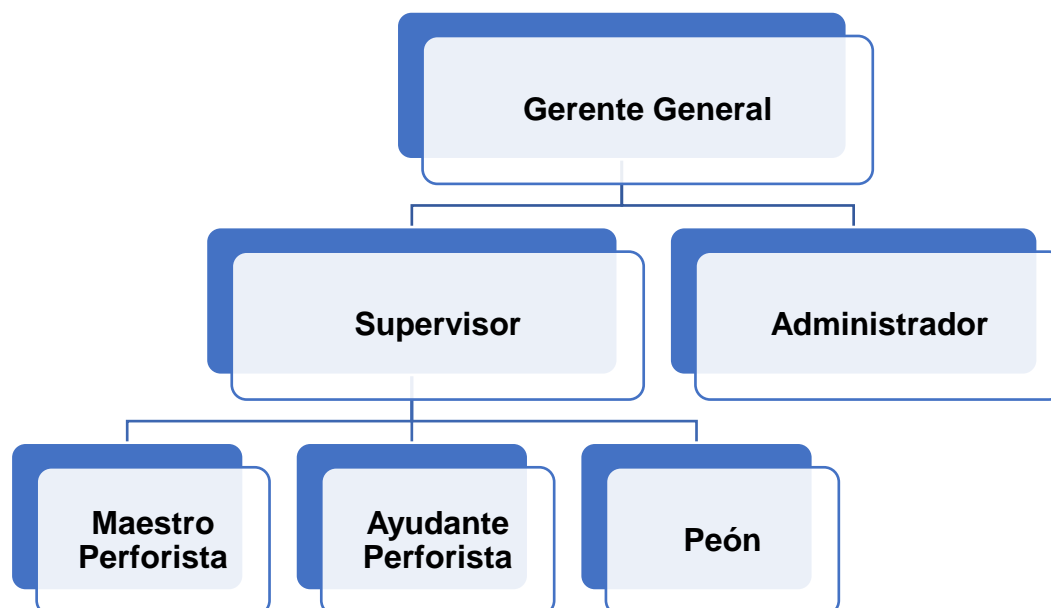 Gerente General
Supervisor
Administrador
Maestro
Perforista
Ayudante
Perforista
Peón